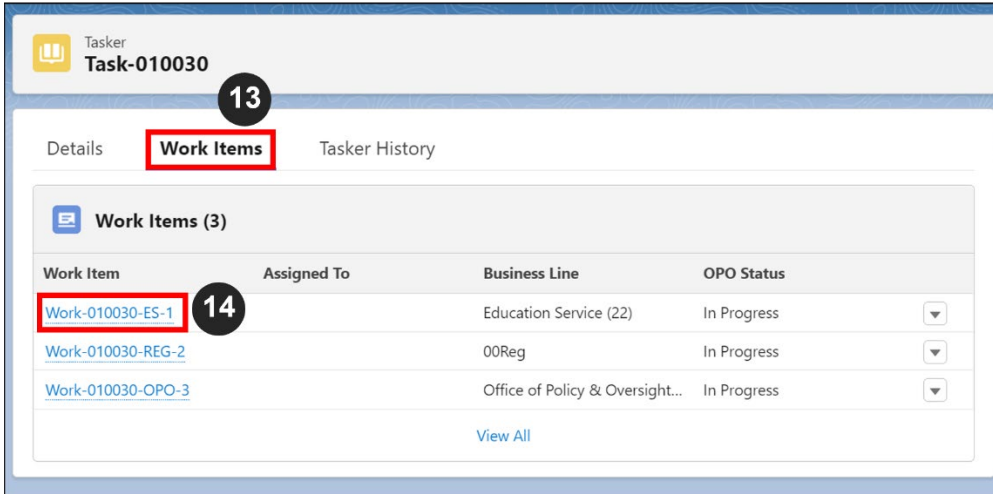 Tasker
Task-010030
13
Details Work Items Tasker History
Work Items (3)
Work Item Assigned To Business Line OPO Status
Work-010030-ES-1 14 Education Service (22) In Progress
Work-010030-REG-2 00Reg In Progress
Work-010030-OPO-3 Office of Policy & Oversight... In Progress
View All